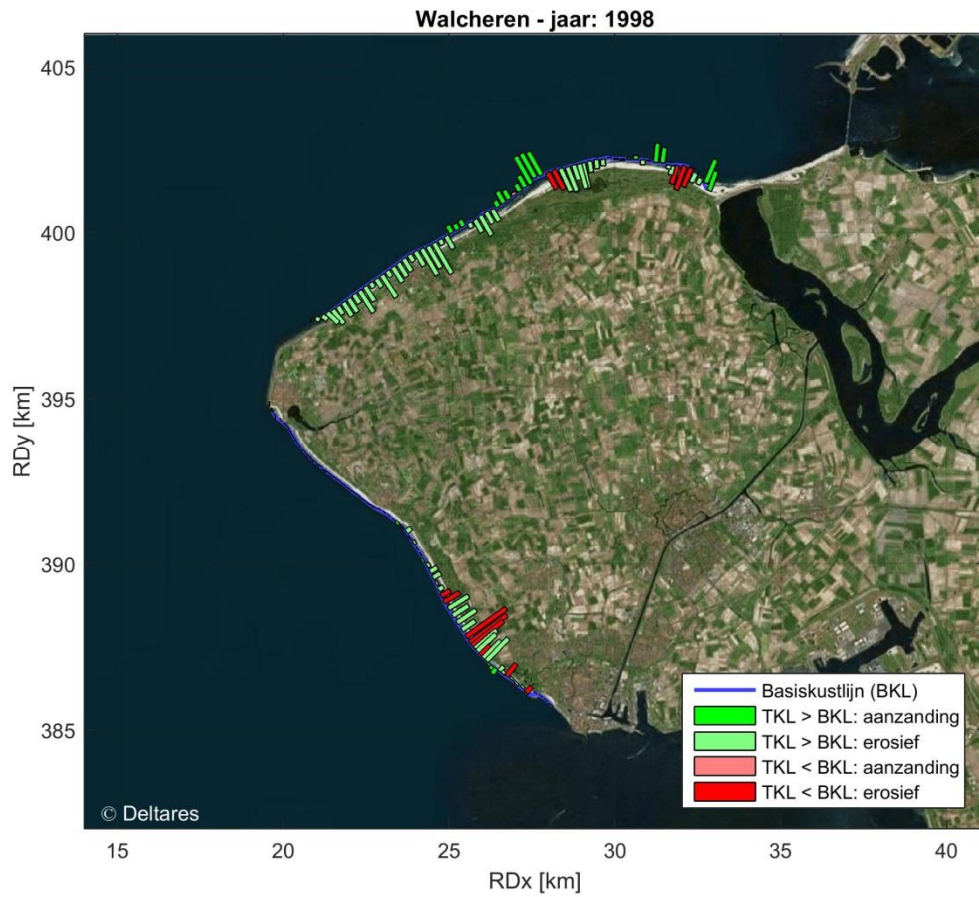 Walcheren - jaar: 1998
405
400
395
390
385
RDy [km]
Basiskustlijn (BKL)
TKL > BKL: aanzanding
TKL > BKL: erosief
TKL < BKL: aanzanding
TKL < BKL: erosief
© Deltares
15 20 25 30 35 40
RDx [km]